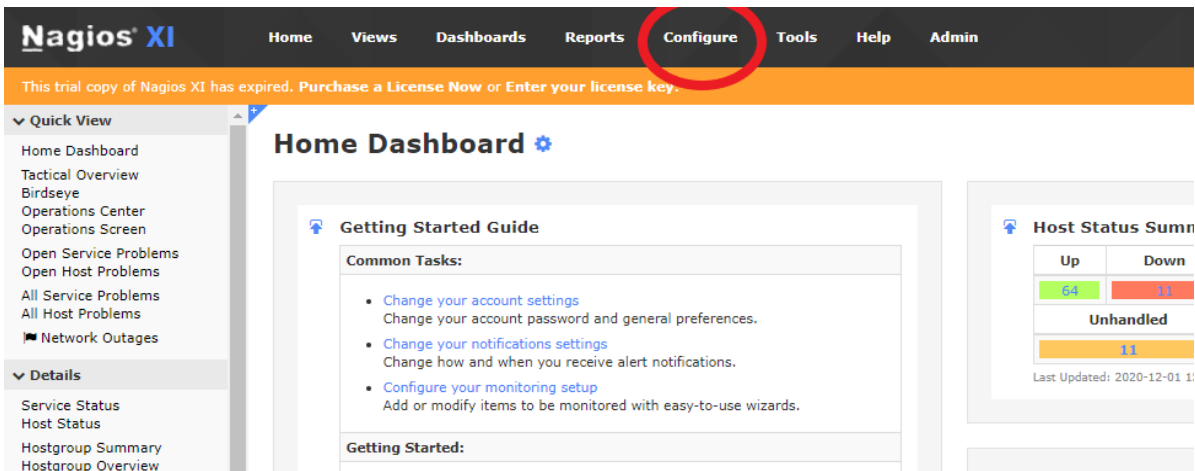 Nagios® XI
Home Views Dashboards Reports Configure Tools Help Admin
This trial copy of Nagios XI has expired. Purchase a License Now or Enter your license key.
Quick View
Home Dashboard
Tactical Overview
Birdseye
Operations Center
Operations Screen
Open Service Problems
Open Host Problems
All Service Problems
All Host Problems
Network Outages
Details
Service Status
Host Status
Hostgroup Summary
Hostgroup Overview
Home Dashboard
Getting Started Guide
Common Tasks:
Change your account settings
Change your account password and general preferences.
Change your notifications settings
Change how and when you receive alert notifications.
Configure your monitoring setup
Add or modify items to be monitored with easy-to-use wizards.
Getting Started:
Host Status
Up Down
64 11
Unhandled
11
Last Updated: 2020-12-01